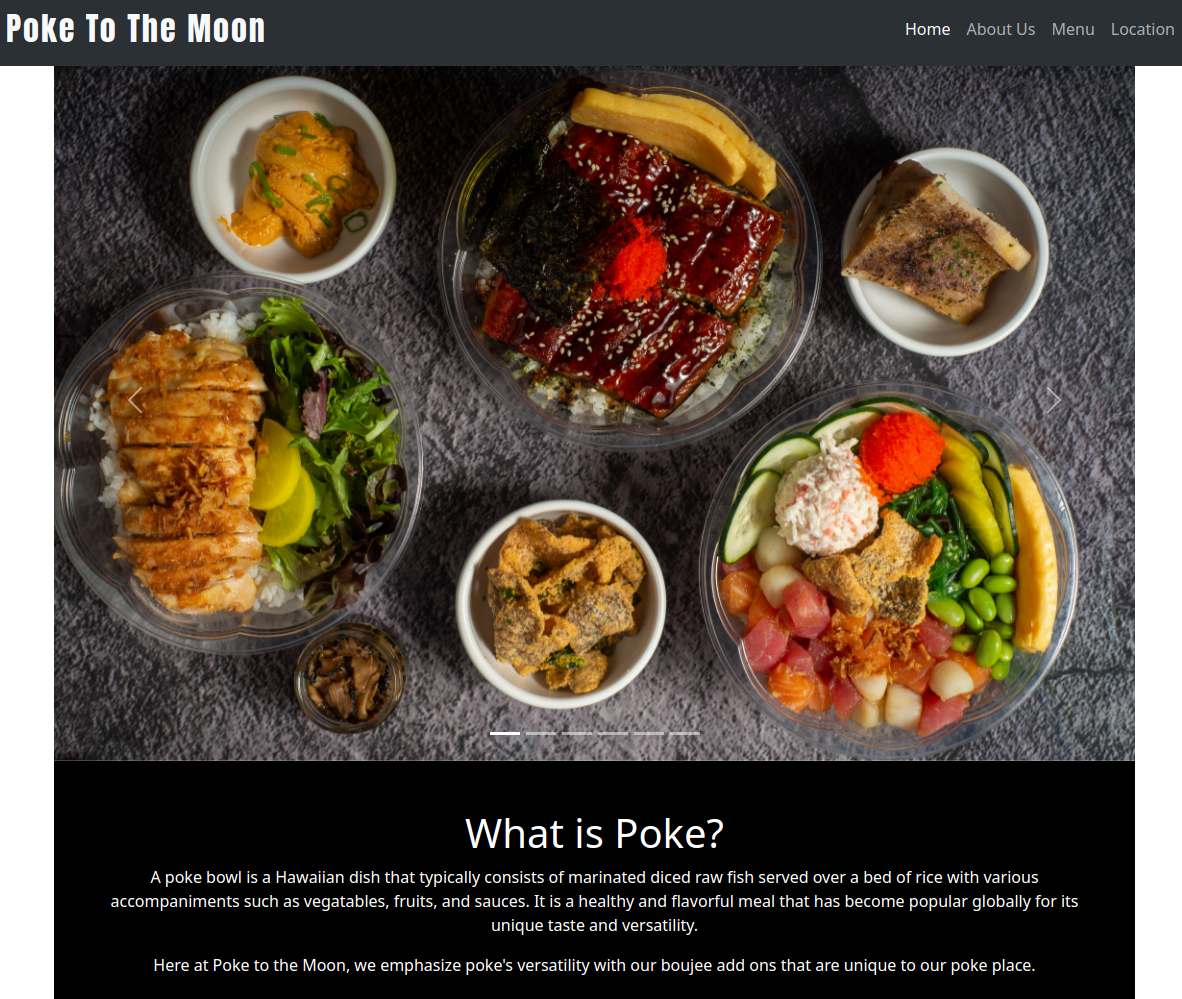 Poke To The Moon
Home About Us Menu Location
What is Poke?
A poke bowl is a Hawaiian dish that typically consists of marinated diced raw fish served over a bed of rice with various
accompaniments such as vegatables, fruits, and sauces. It is a healthy and flavorful meal that has become popular globally for its
unique taste and versatility.
Here at Poke to the Moon, we emphasize poke's versatility with our boujee add ons that are unique to our poke place.